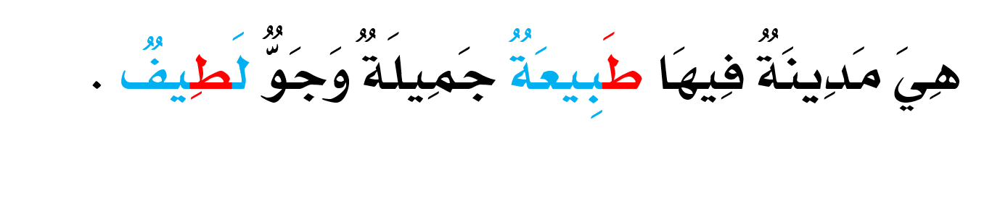 هِيَ مَدِينَةٌ فِيهَا طَبِيعَةٌ جَمِيلَةٌ وَجَوٌّ لَطِيفٌ .